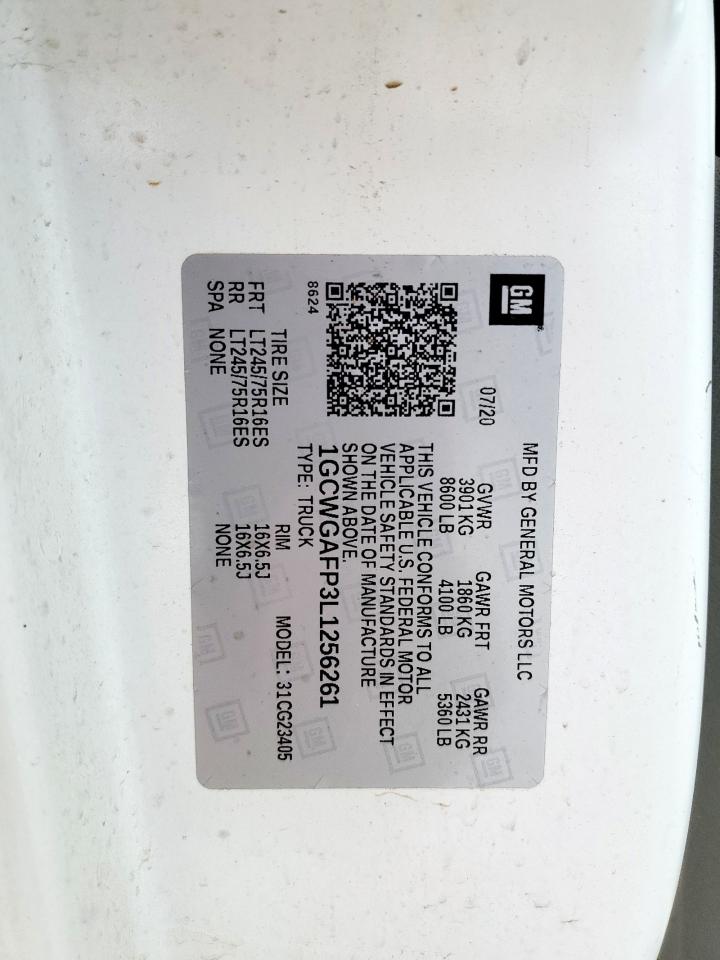 GM
MFD BY GENERAL MOTORS LLC
07/20
GVWR GAWR FRT GAWR RR
3901 KG 1860 KG 2431 KG
8600 LB 4100 LB 5360 LB
THIS VEHICLE CONFORMS TO ALL
APPLICABLE U.S. FEDERAL MOTOR
VEHICLE SAFETY STANDARDS IN EFFECT
ON THE DATE OF MANUFACTURE
SHOWN ABOVE.
1GCWGAFP3L1256261
8624
TYPE: TRUCK
MODEL: 31CG23405
TIRE SIZE RIM
FRT LT245/75R16ES 16X6.5J
RR LT245/75R16ES 16X6.5J
SPA NONE NONE